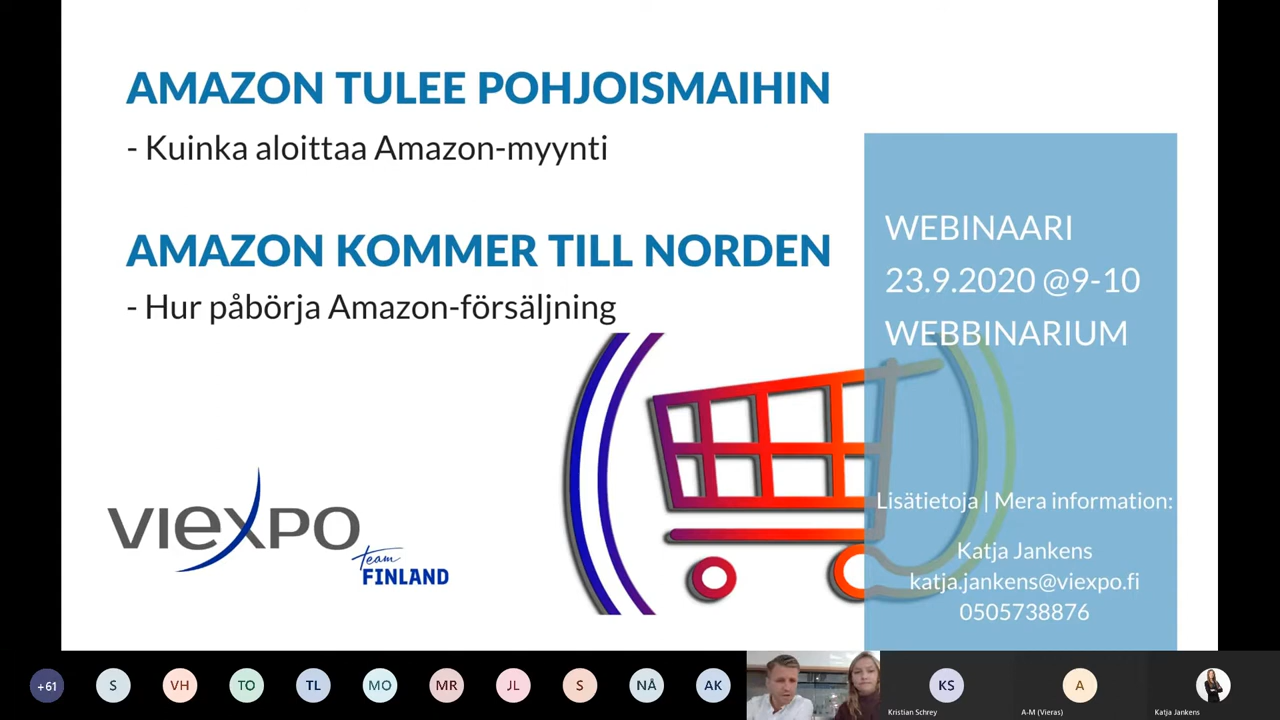 AMAZON TULEE POHJOISMAIHIN
- Kuinka aloittaa Amazon-myynti
AMAZON KOMMER TILL NORDEN
- Hur påbörja Amazon-försäljning
WEBINAARI
23.9.2020 @9-10
WEBBINARIUM
Lisätietoja | Mera information:
Katja Jankens
katja.jankens@viexpo.fi
0505738876
VIEXPO
team
FINLAND
+61
S
VH
TO
TL
MO
MR
JL
S
NÅ
AK
KS
Kristian Schrey
A
A-M (Vieras)
Katja Jankens